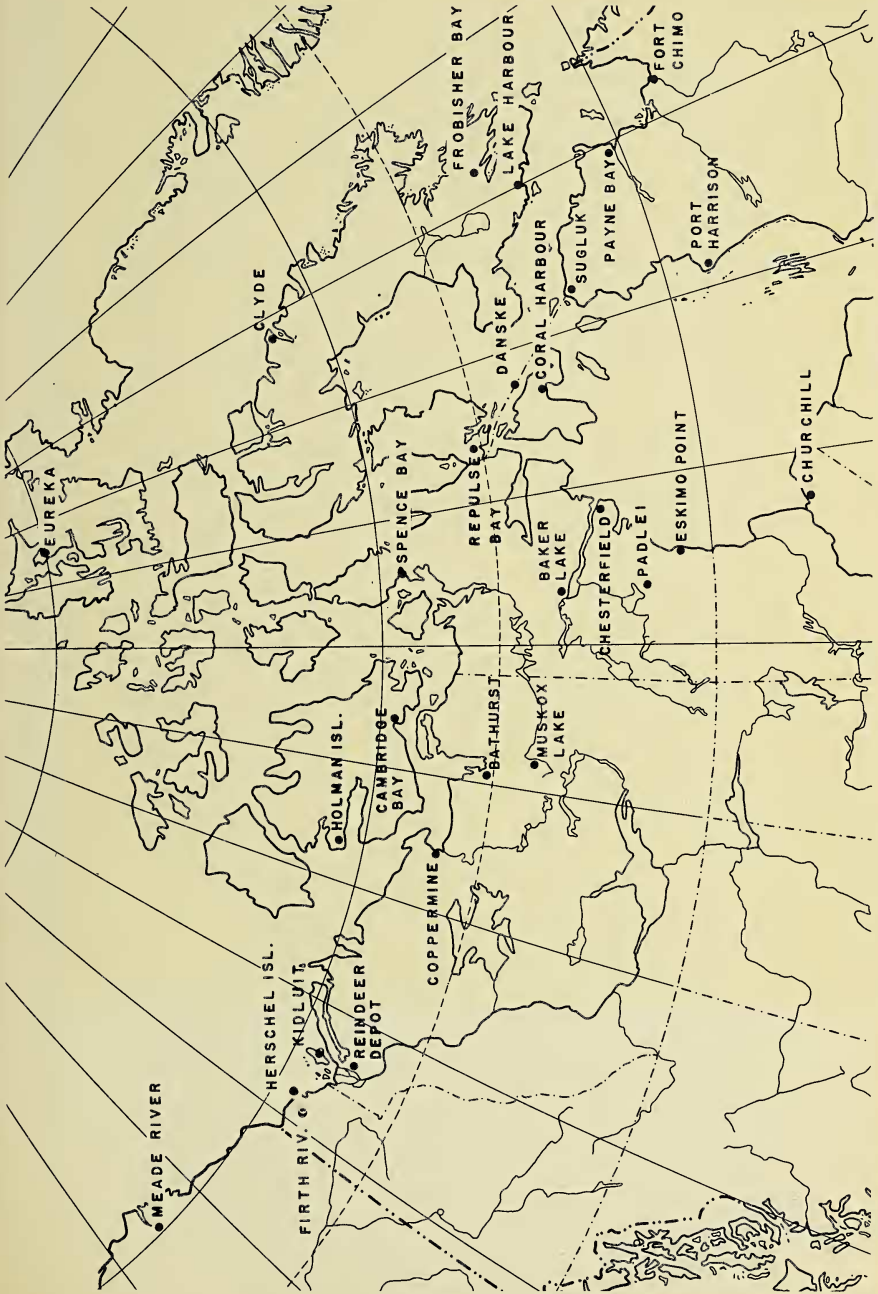 EUREKA
CLYDE
FROBISHER BAY
LAKE HARBOUR
FORT
CHIMO
PAYNE BAY
SUGLUK
PORT
HARRISON
CORAL HARBOUR
DANSKE
REPULSE
BAY
SPENCE BAY
BAKER
LAKE
CHESTERFIELD
PADLEI
ESKIMO POINT
CHURCHILL
HOLMAN ISL.
CAMBRIDGE
BAY
BATHURST
MUSKOX
LAKE
COPPERMINE
HERSCHEL ISL.
KIDLUIT
REINDEER
DEPOT
FIRTH RIV.
MEADE RIVER